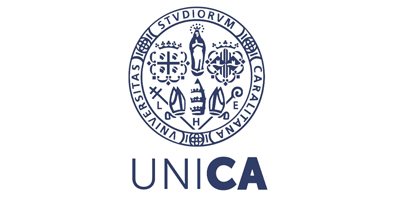 VNIVERSITAS STVDIORVM CARALITANA
L E
H
UNICA